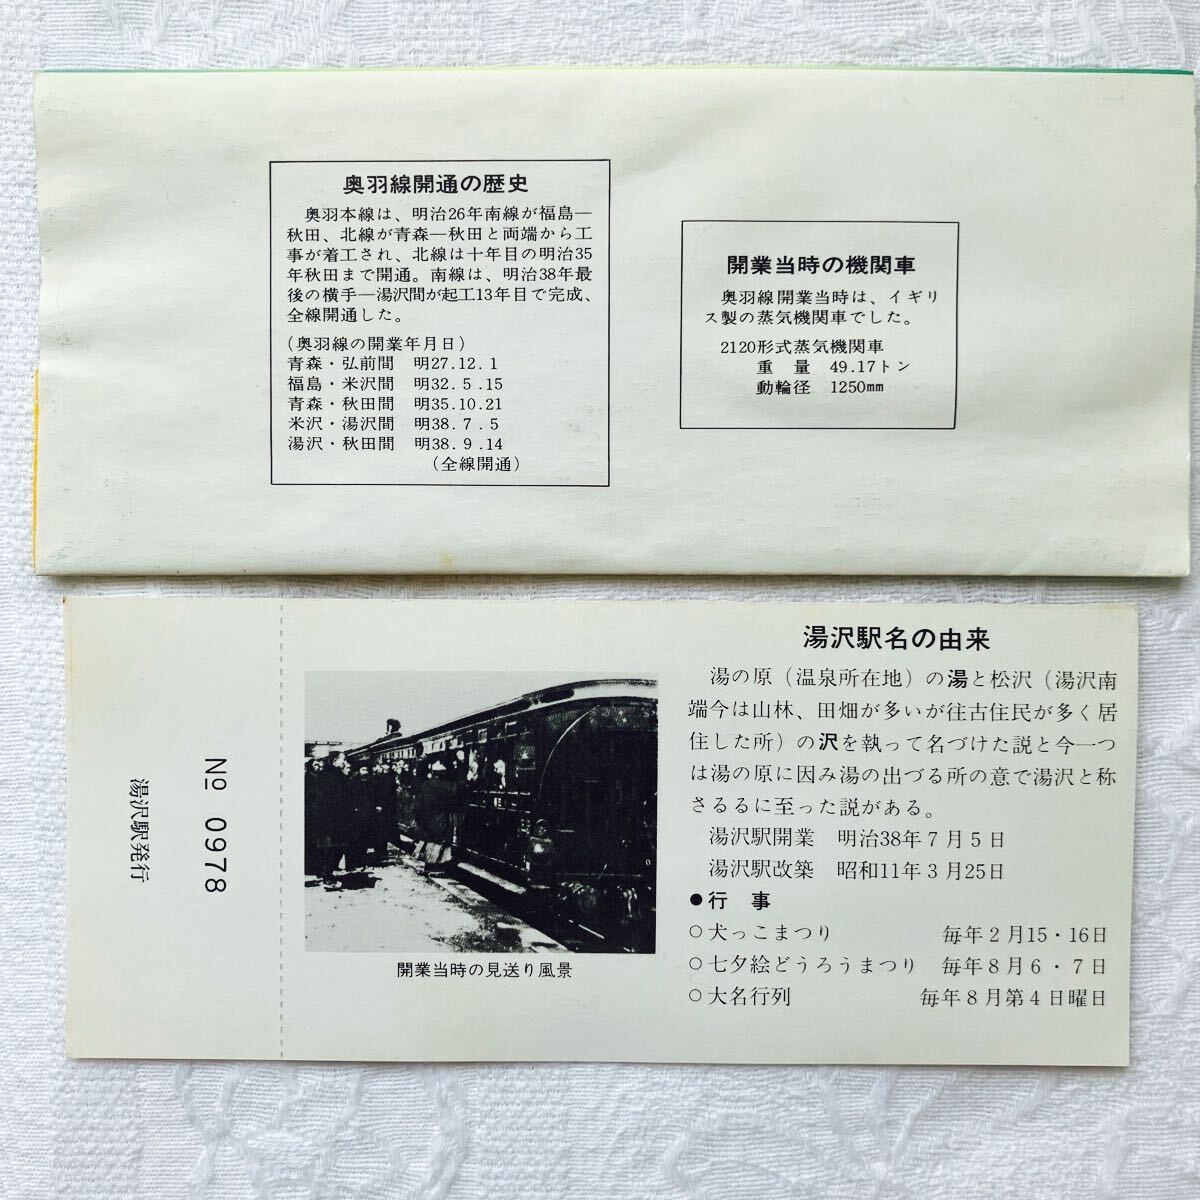 奥羽線開通の歴史
奥羽本線は、明治26年南線が福島―
秋田、北線が青森―秋田と両端から工
事が着工され、北線は十年目の明治35
年秋田まで開通。南線は、明治38年最
後の横手―湯沢間が起工13年目で完成、
全線開通した。
(奥羽線の開業年月日)
青森・弘前間 明27.12.1
福島・米沢間 明32.5.15
青森・秋田間 明35.10.21
米沢・湯沢間 明38.7.5
湯沢・秋田間 明38.9.14
(全線開通)
開業当時の機関車
奥羽線開業当時は、イギリ
ス製の蒸気機関車でした。
2120形式蒸気機関車
重量 49.17トン
動輪径 1250mm
湯沢駅発行
№ 0978
開業当時の見送り風景
湯沢駅名の由来
湯の原（温泉所在地）の湯と松沢（湯沢南
端今は山林、田畑が多いが往古住民が多く居
住した所）の沢を執って名づけた説と今一つ
は湯の原に因み湯の出づる所の意で湯沢と称
さるるに至った説がある。
湯沢駅開業 明治38年7月5日
湯沢駅改築 昭和11年3月25日
●行 事
○犬っこまつり 毎年2月15・16日
○七夕絵どうろうまつり 毎年8月6・7日
○大名行列 毎年8月第4日曜日